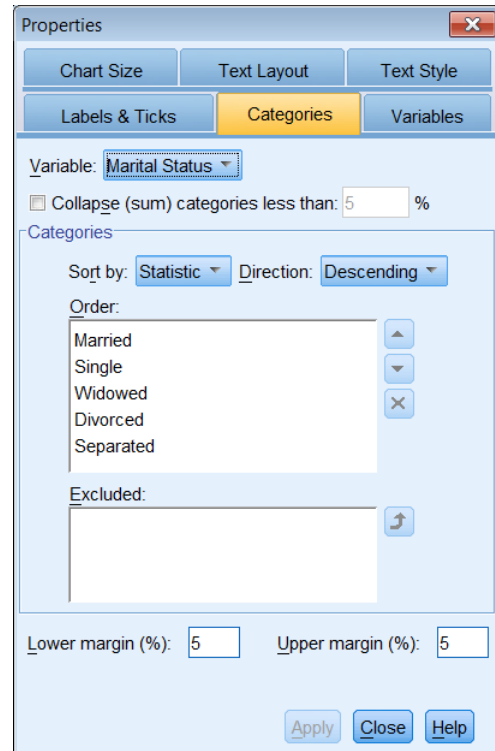 Properties
Chart Size Text Layout Text Style
Labels & Ticks Categories Variables
Variable: Marital Status
Collapse (sum) categories less than: 5 %
Categories
Sort by: Statistic Direction: Descending
Order:
Married
Single
Widowed
Divorced
Separated
Excluded:
Lower margin (%): 5 Upper margin (%): 5
Apply Close Help